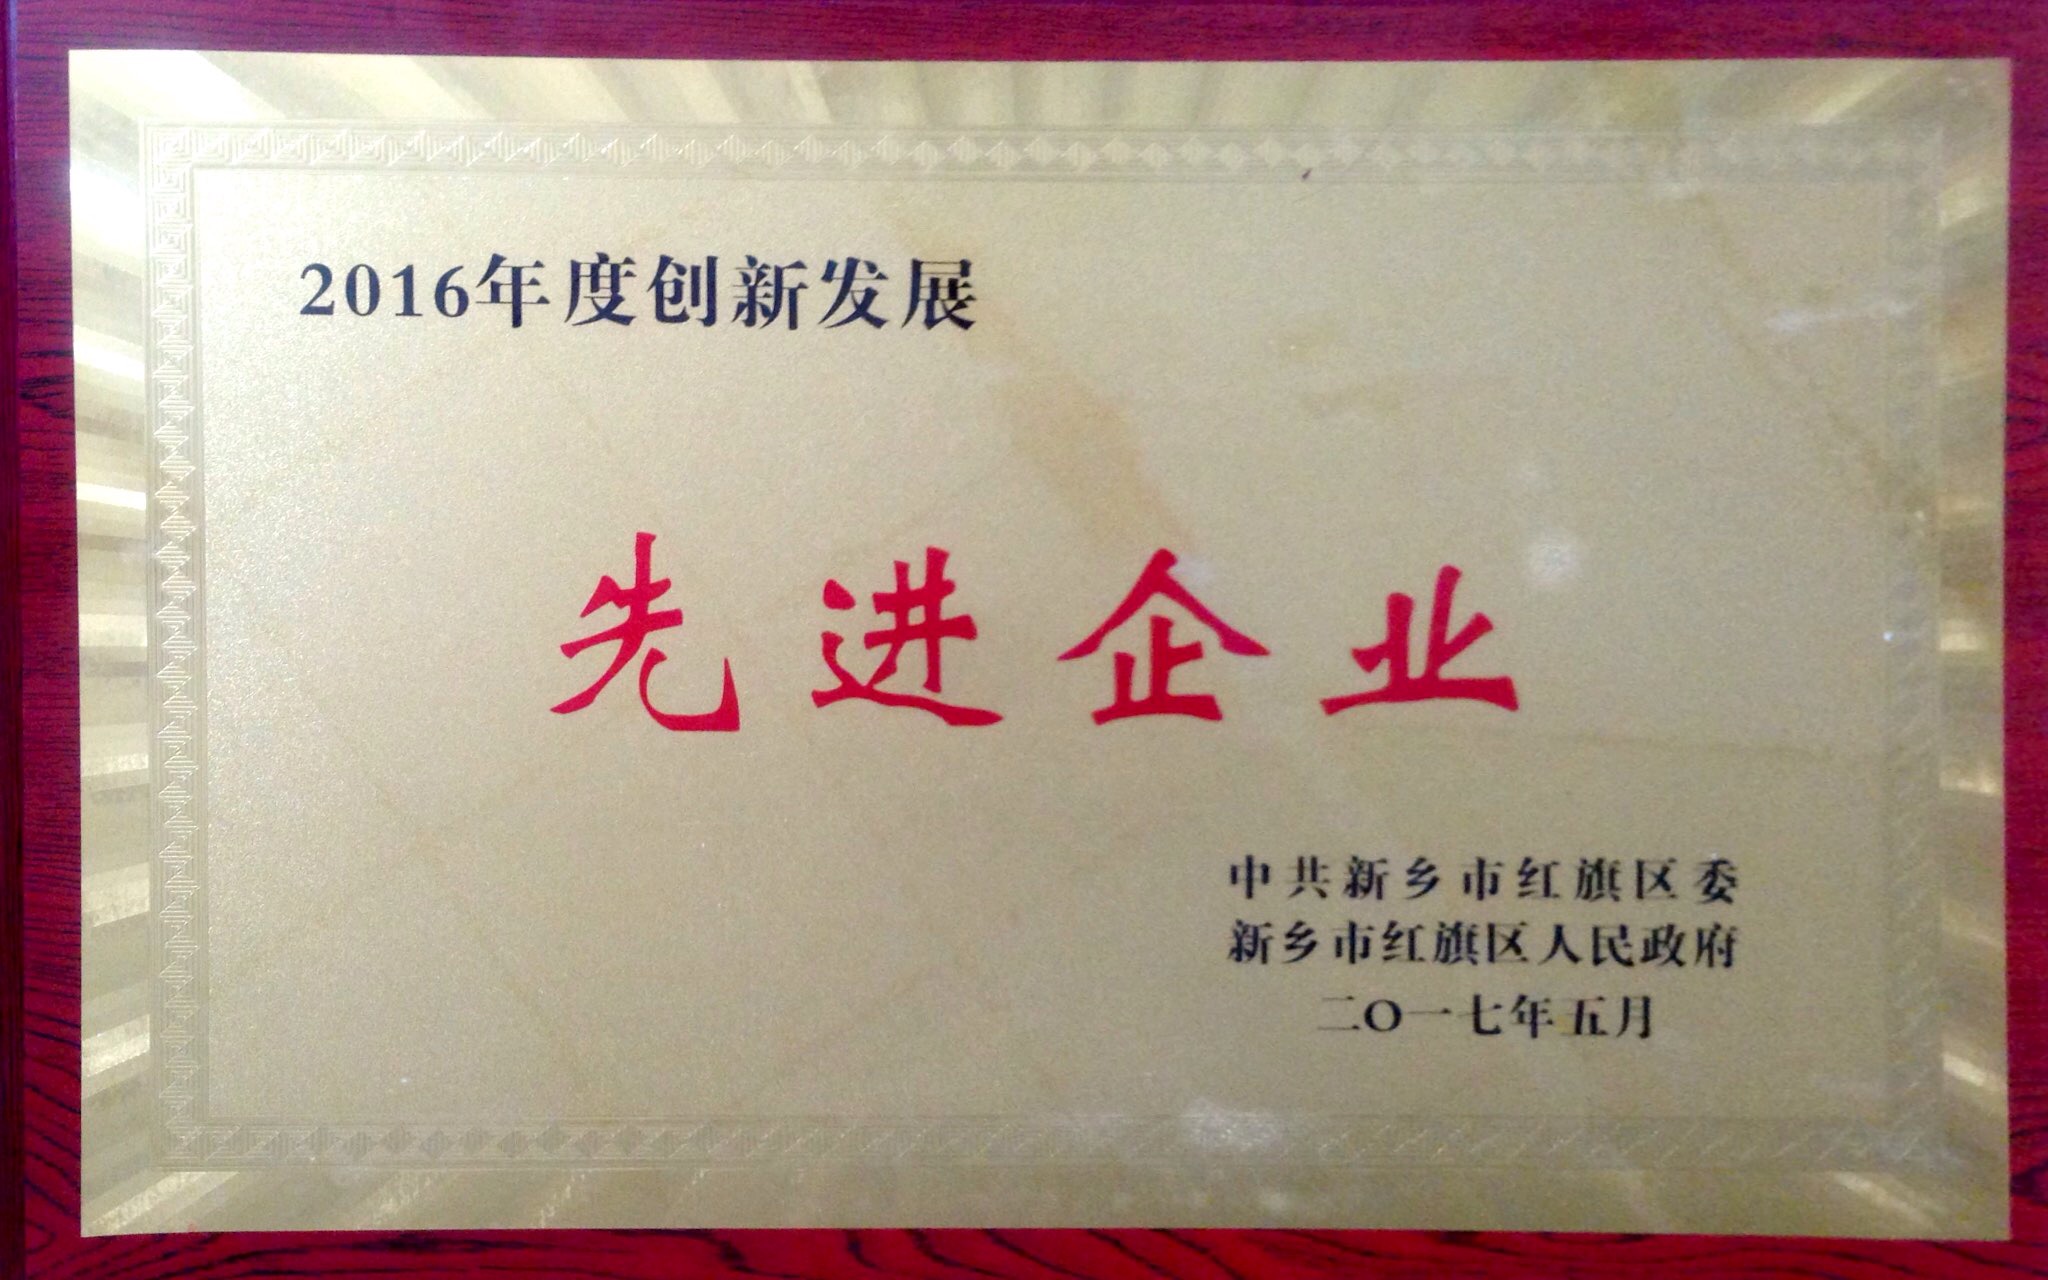 2016年度创新发展
先进企业
中共新乡市红旗区委
新乡市红旗区人民政府
二〇一七年五月